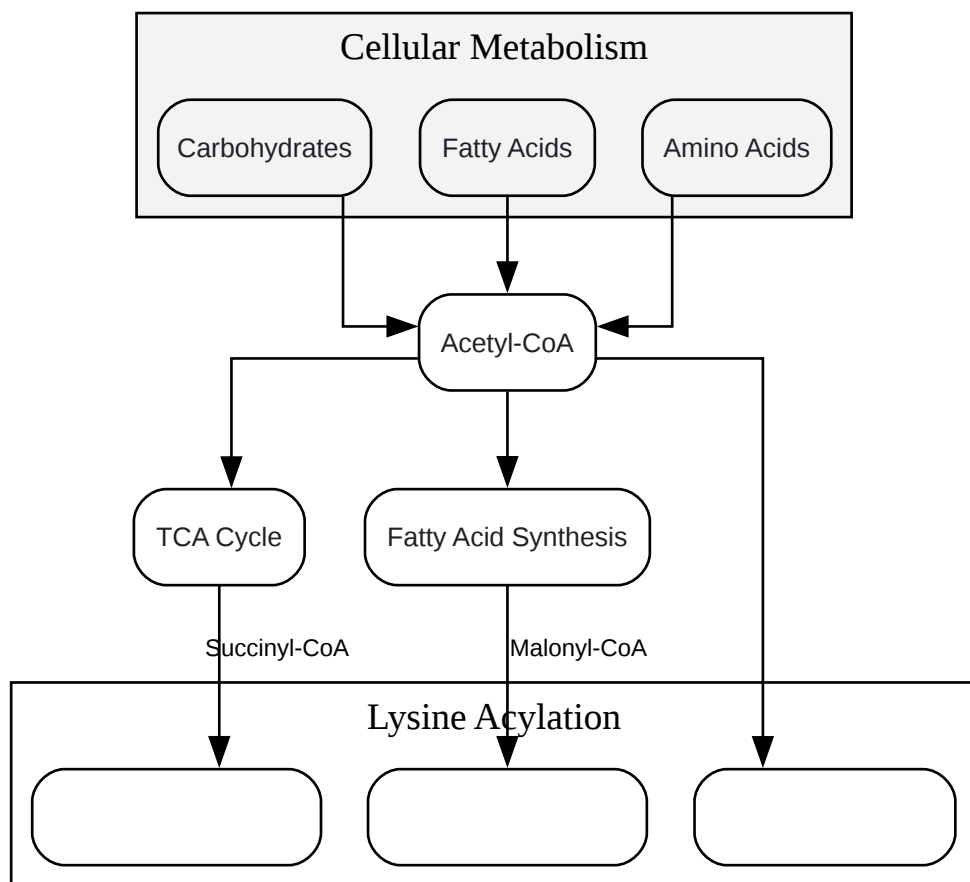 Cellular Metabolism
Carbohydrates
Fatty Acids
Amino Acids
Acetyl-CoA
TCA Cycle
Fatty Acid Synthesis
Succinyl-CoA
Malonyl-CoA
Lysine Acylation